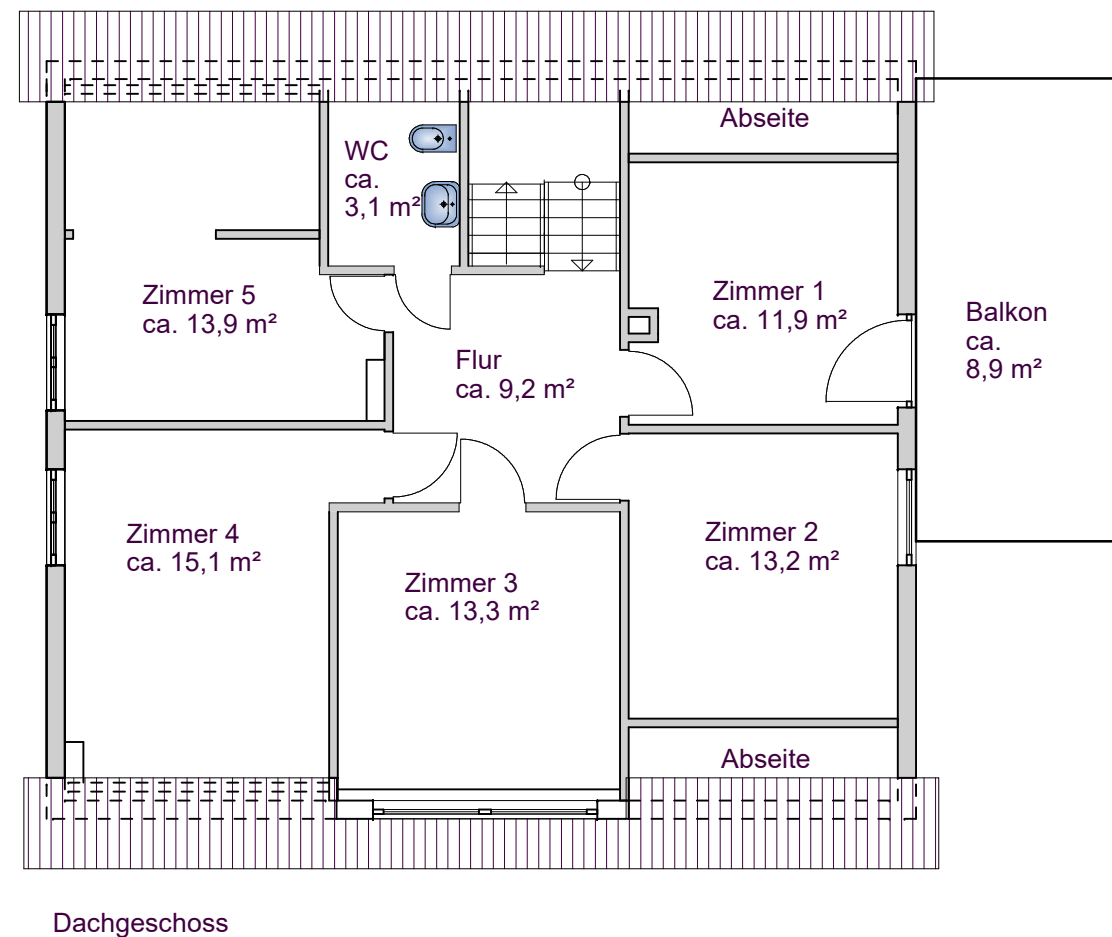 Abseite
WC
ca.
3,1 m²
Zimmer 5
ca. 13,9 m²
Zimmer 1
ca. 11,9 m²
Balkon
ca.
8,9 m²
Flur
ca. 9,2 m²
Zimmer 4
ca. 15,1 m²
Zimmer 3
ca. 13,3 m²
Zimmer 2
ca. 13,2 m²
Abseite
Dachgeschoss